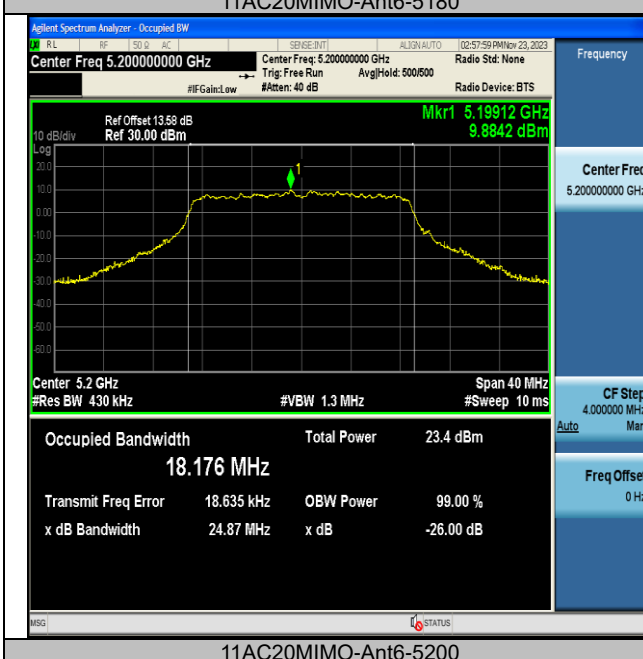 11AC20MIMO-Ant6-5180
Agilent Spectrum Analyzer - Occupied BW
RL RF 50 Ω AC SENSE:INT ALIGN AUTO 02:57:59 PM Nov 23, 2023
Center Freq 5.200000000 GHz Center Freq: 5.200000000 GHz Radio Std: None Frequency
Trig: Free Run Avg|Hold: 500/500
#IFGain:Low #Atten: 40 dB Radio Device: BTS
Ref Offset 13.58 dB Mkr1 5.19912 GHz
10 dB/div Ref 30.00 dBm 9.8842 dBm
Log
20.0
10.0
0.00
-10.0
-20.0
-30.0
-40.0
-50.0
-60.0
1
Center Freq
5.200000000 GHz
Center 5.2 GHz Span 40 MHz
#Res BW 430 kHz #VBW 1.3 MHz #Sweep 10 ms
CF Step
4.000000 MHz
Auto Man
Occupied Bandwidth Total Power 23.4 dBm
18.176 MHz
Freq Offset
0 Hz
Transmit Freq Error 18.635 kHz OBW Power 99.00 %
x dB Bandwidth 24.87 MHz x dB -26.00 dB
MSG STATUS
11AC20MIMO-Ant6-5200